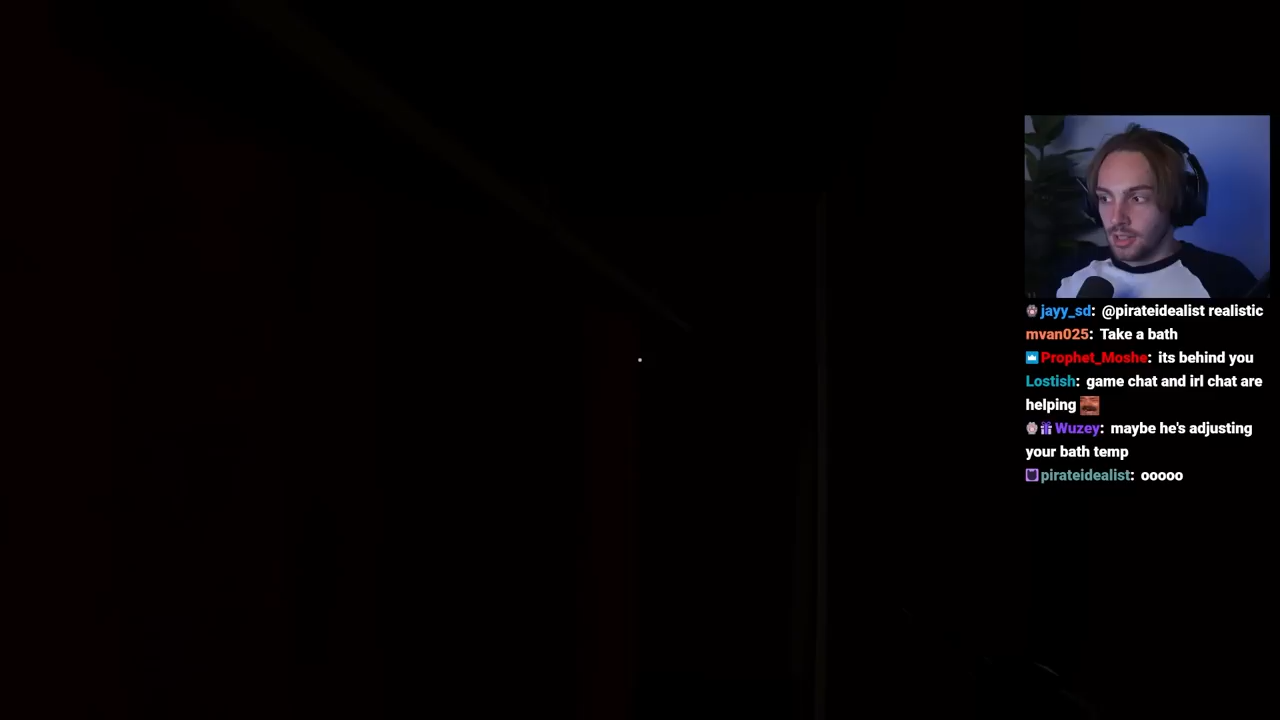 jayy_sd: @pirateidealist realistic
mvan025: Take a bath
Prophet_Moshe: its behind you
Lostish: game chat and irl chat are
helping
Wuzey: maybe he's adjusting
your bath temp
pirateidealist: ooooo